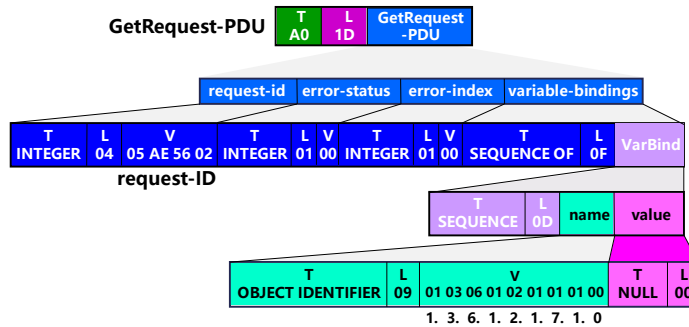 GetRequest-PDU
T L GetRequest
A0 1D -PDU
request-id error-status error-index variable-bindings
T L V T L V T L V T L
INTEGER 04 05 AE 56 02 INTEGER 01 00 INTEGER 01 00 SEQUENCE OF 0F VarBind
request-ID
T L name value
SEQUENCE 0D
T L V T L
OBJECT IDENTIFIER 09 01 03 06 01 02 01 01 01 00 NULL 00
1. 3. 6. 1. 2. 1. 7. 1. 0